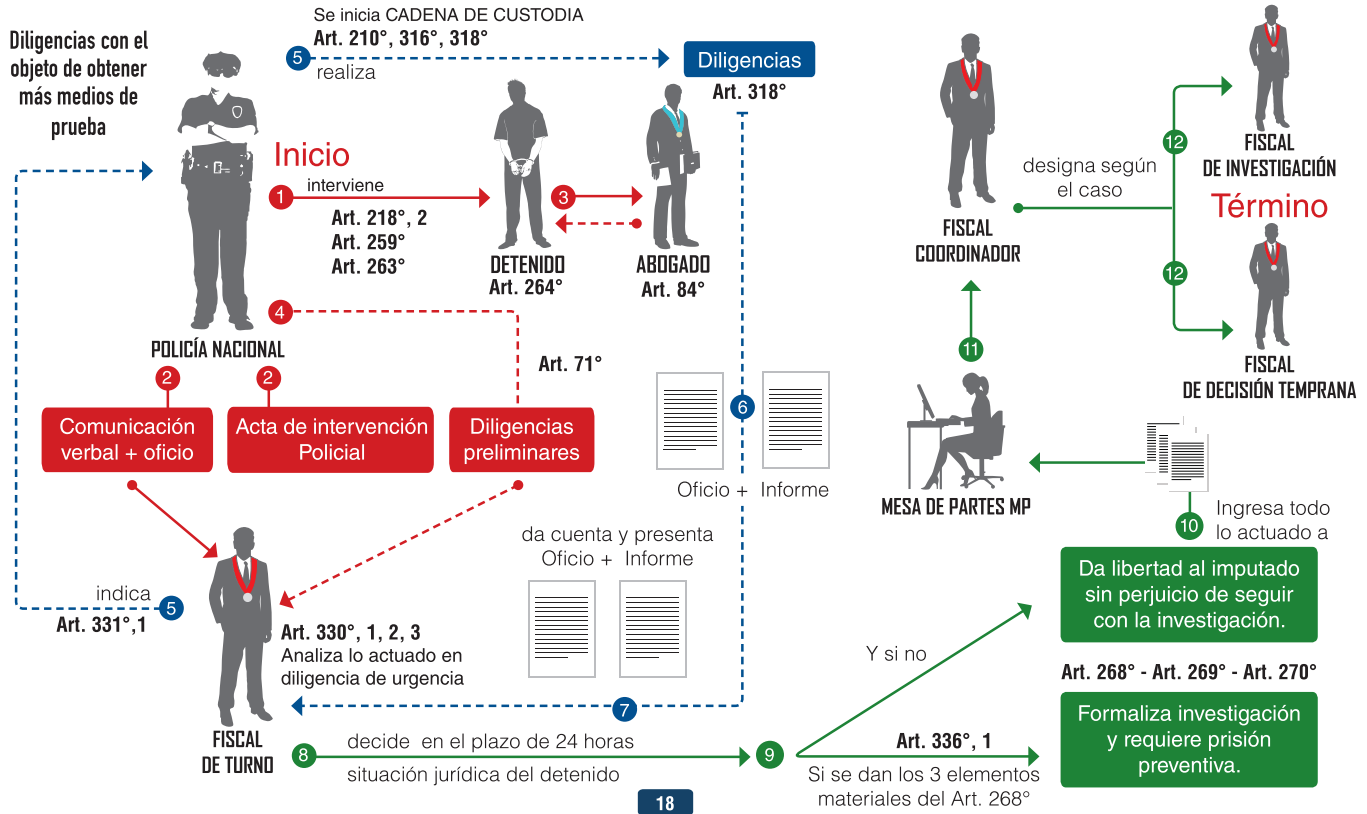 Diligencias con el
objeto de obtener
más medios de
prueba
Se inicia CADENA DE CUSTODIA
Art. 210°, 316°, 318°
5
realiza
Diligencias
Art. 318°
Inicio
1
interviene
Art. 218°, 2
Art. 259°
Art. 263°
3
DETENIDO
Art. 264°
ABOGADO
Art. 84°
4
POLICÍA NACIONAL
Art. 71°
2
2
Comunicación
verbal + oficio
Acta de intervención
Policial
Diligencias
preliminares
6
Oficio + Informe
da cuenta y presenta
Oficio + Informe
indica
5
Art. 331°,1
Art. 330°, 1, 2, 3
Analiza lo actuado en
diligencia de urgencia
7
FISCAL
DE TURNO
8
decide en el plazo de 24 horas
situación jurídica del detenido
9
Y si no
Art. 336°, 1
Si se dan los 3 elementos
materiales del Art. 268°
Da libertad al imputado
sin perjuicio de seguir
con la investigación.
Art. 268° - Art. 269° - Art. 270°
Formaliza investigación
y requiere prisión
preventiva.
10
Ingresa todo
lo actuado a
MESA DE PARTES MP
11
FISCAL
COORDINADOR
designa según
el caso
12
12
FISCAL
DE INVESTIGACIÓN
Término
FISCAL
DE DECISIÓN TEMPRANA
18